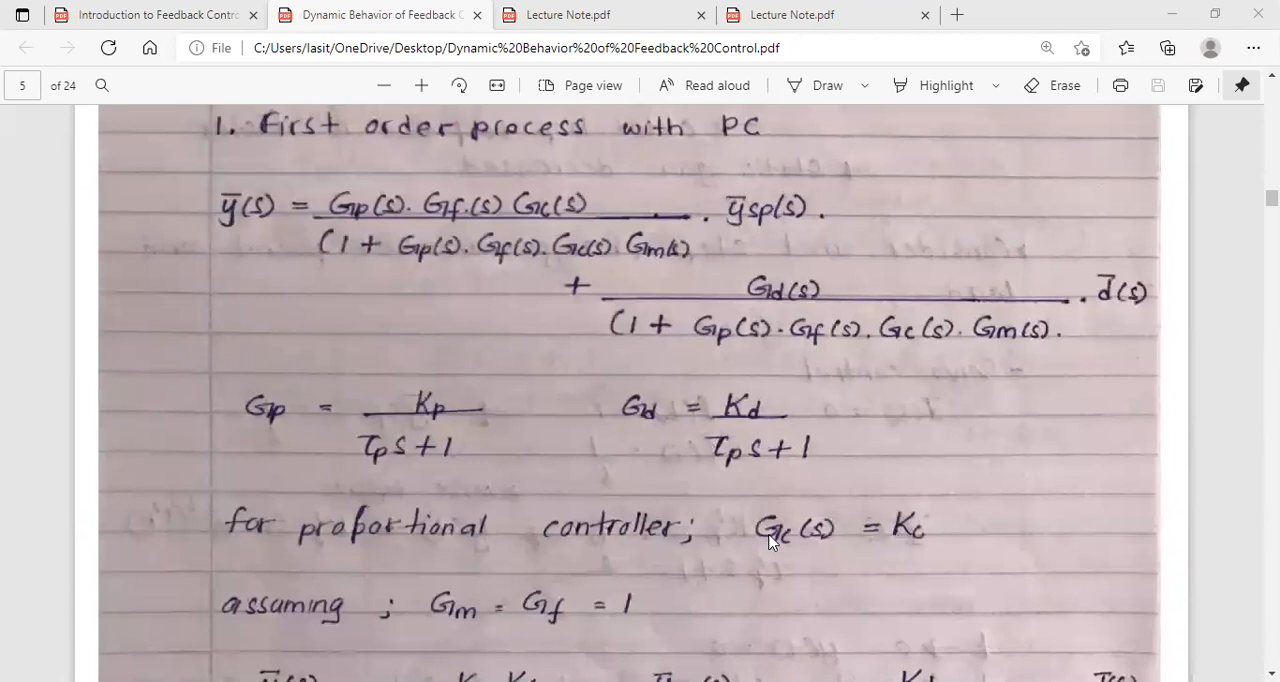 Introduction to Feedback Contro
Dynamic Behavior of Feedback C
Lecture Note.pdf
Lecture Note.pdf
File
C:/Users/lasit/OneDrive/Desktop/Dynamic%20Behavior%20of%20Feedback%20Control.pdf
5 of 24
Page view
Read aloud
Draw
Highlight
Erase
1. First order process with PC
ȳ(s) = Gp(s). Gf.(s) Gc(s) . ȳsp(s).
(1 + Gp(s). Gf(s). Gc(s). Gm(s)
+ Gd(s) . d̄(s)
(1 + Gp(s). Gf(s). Gc(s). Gm(s).
Gp = Kp Gd = Kd
τps+1 τps+1
for proportional controller; Gc(s) = Kc
assuming ; Gm = Gf = 1